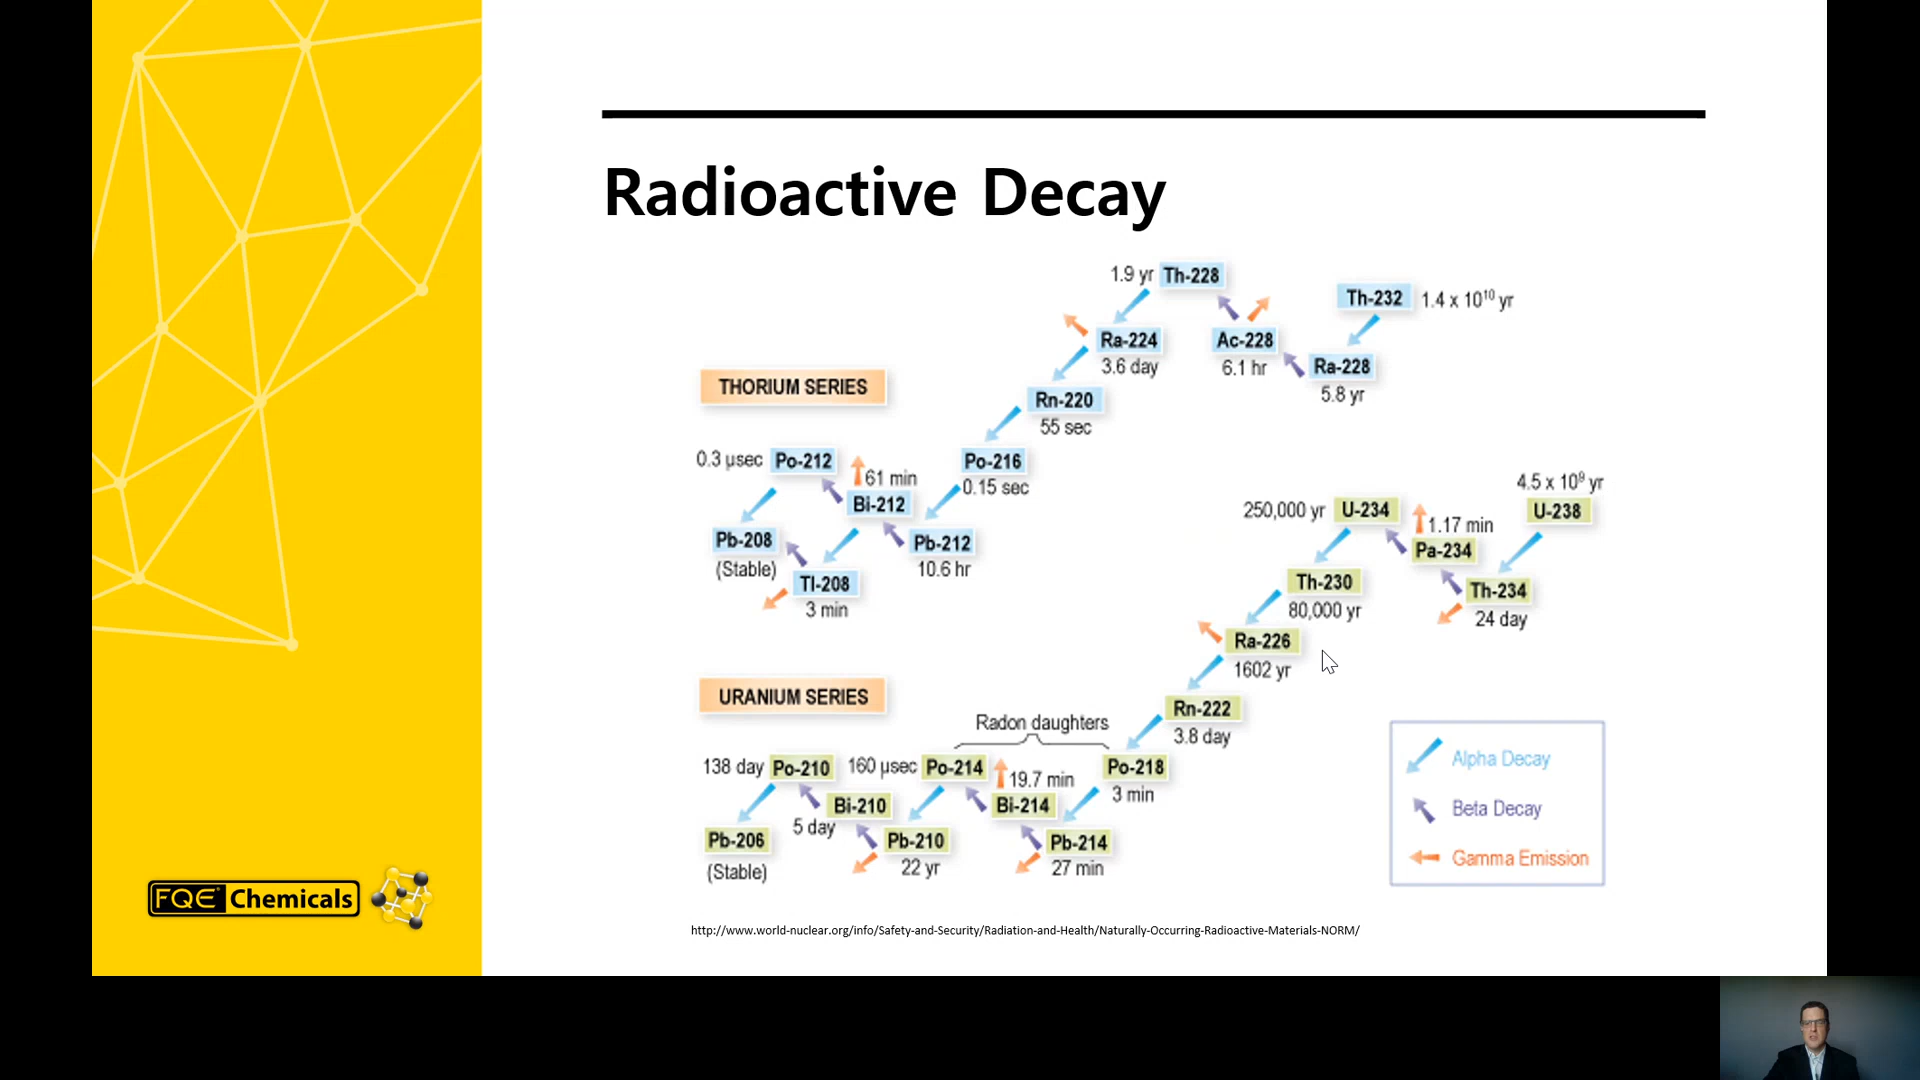 Radioactive Decay
1.9 yr Th-228
Th-232 1.4 x 10¹⁰ yr
Ra-224
3.6 day
Ac-228
6.1 hr
Ra-228
5.8 yr
THORIUM SERIES
Rn-220
55 sec
0.3 µsec Po-212
61 min
Bi-212
Po-216
0.15 sec
Pb-208
(Stable)
Tl-208
3 min
Pb-212
10.6 hr
4.5 x 10⁹ yr
U-238
250,000 yr U-234
1.17 min
Pa-234
Th-230
80,000 yr
Th-234
24 day
Ra-226
1602 yr
URANIUM SERIES
Rn-222
3.8 day
Radon daughters
138 day Po-210
160 µsec Po-214
19.7 min
Po-218
3 min
Bi-210
5 day
Bi-214
Pb-206
(Stable)
Pb-210
22 yr
Pb-214
27 min
Alpha Decay
Beta Decay
Gamma Emission
FQE® Chemicals
http://www.world-nuclear.org/info/Safety-and-Security/Radiation-and-Health/Naturally-Occurring-Radioactive-Materials-NORM/